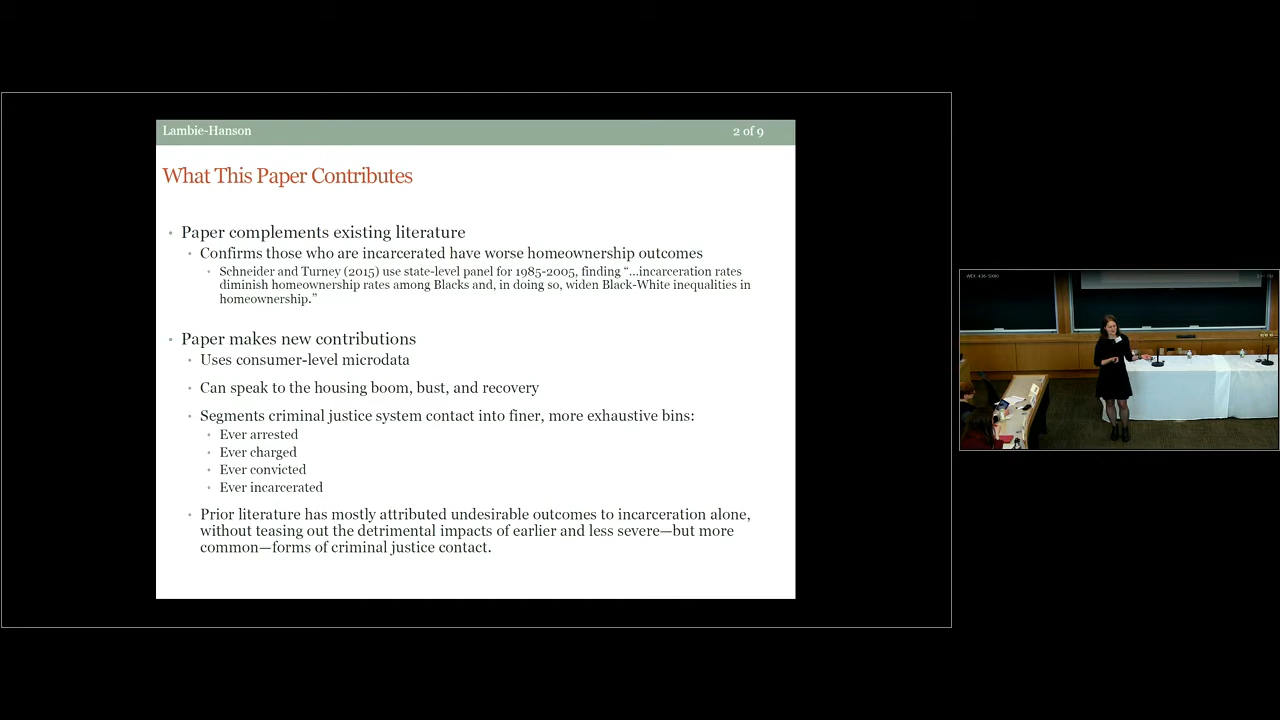 Lambie-Hanson
2 of 9
What This Paper Contributes
• Paper complements existing literature
• Confirms those who are incarcerated have worse homeownership outcomes
• Schneider and Turney (2015) use state-level panel for 1985-2005, finding “...incarceration rates
diminish homeownership rates among Blacks and, in doing so, widen Black-White inequalities in
homeownership.”
• Paper makes new contributions
• Uses consumer-level microdata
• Can speak to the housing boom, bust, and recovery
• Segments criminal justice system contact into finer, more exhaustive bins:
• Ever arrested
• Ever charged
• Ever convicted
• Ever incarcerated
• Prior literature has mostly attributed undesirable outcomes to incarceration alone,
without teasing out the detrimental impacts of earlier and less severe—but more
common—forms of criminal justice contact.